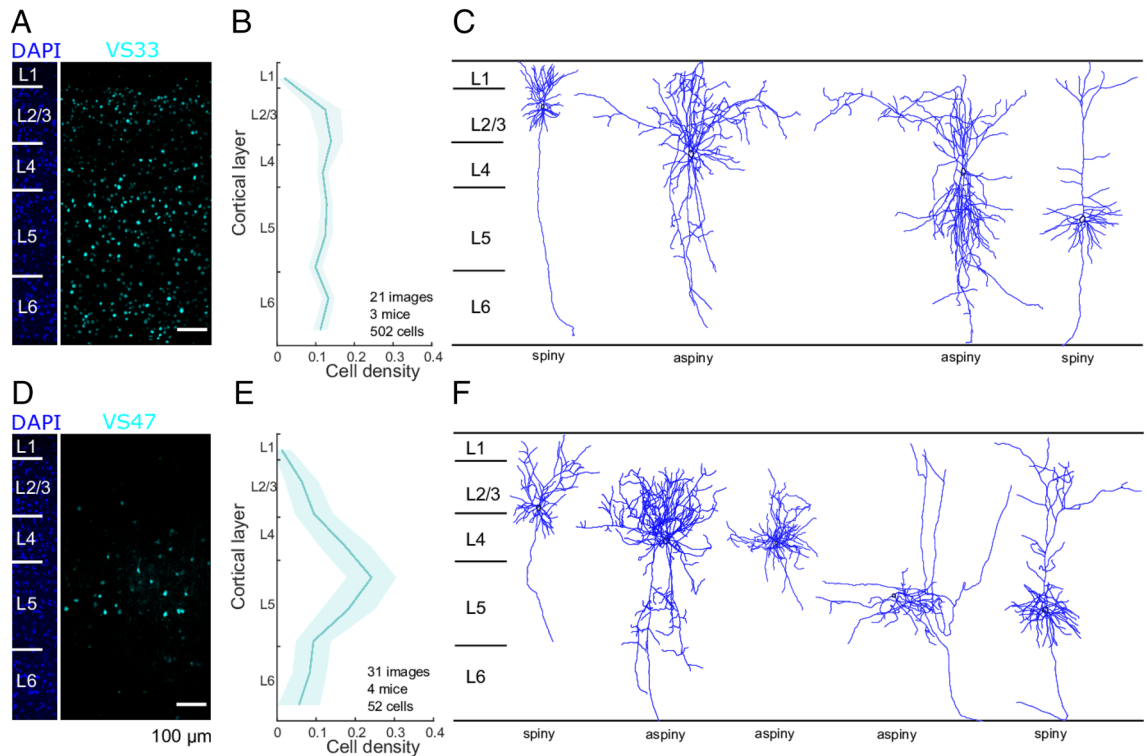 A
DAPI VS33
L1
L2/3
L4
L5
L6
B
L1
L2/3
L4
L5
L6
Cortical layer
21 images
3 mice
502 cells
0 0.1 0.2 0.3 0.4
Cell density
C
L1
L2/3
L4
L5
L6
spiny aspiny aspiny spiny
D
DAPI VS47
L1
L2/3
L4
L5
L6
100 µm
E
L1
L2/3
L4
L5
L6
Cortical layer
31 images
4 mice
52 cells
0 0.1 0.2 0.3 0.4
Cell density
F
L1
L2/3
L4
L5
L6
spiny aspiny aspiny aspiny spiny